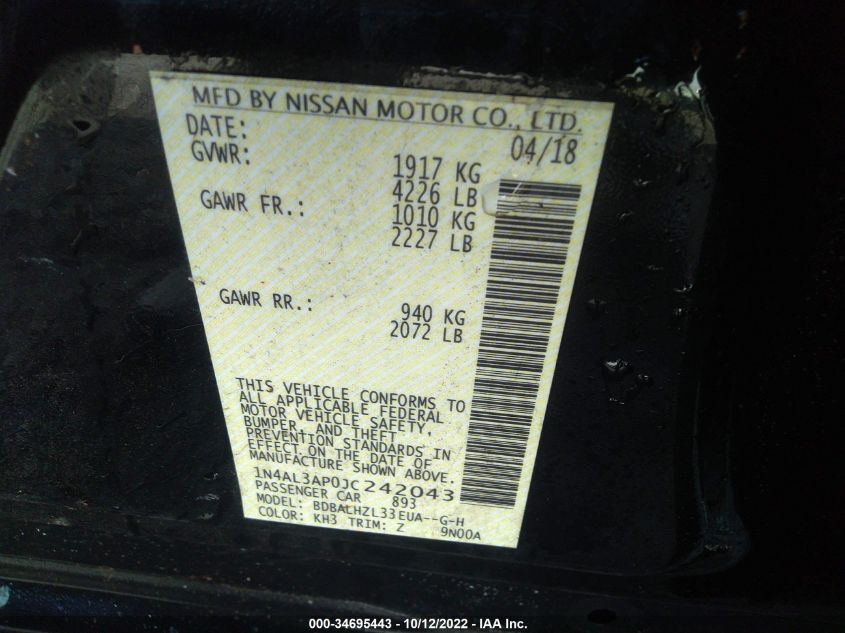 MFD BY NISSAN MOTOR CO., LTD.
DATE: 04/18
GVWR: 1917 KG
4226 LB
GAWR FR.: 1010 KG
2227 LB
GAWR RR.: 940 KG
2072 LB
THIS VEHICLE CONFORMS TO
ALL APPLICABLE FEDERAL
MOTOR VEHICLE SAFETY,
BUMPER, AND THEFT
PREVENTION STANDARDS IN
EFFECT ON THE DATE OF
MANUFACTURE SHOWN ABOVE.
1N4AL3AP0JC242043
PASSENGER CAR 893
MODEL: BDBALHZL33EUA--G-H
COLOR: KH3 TRIM: Z 9N00A
000-34695443 - 10/12/2022 - IAA Inc.